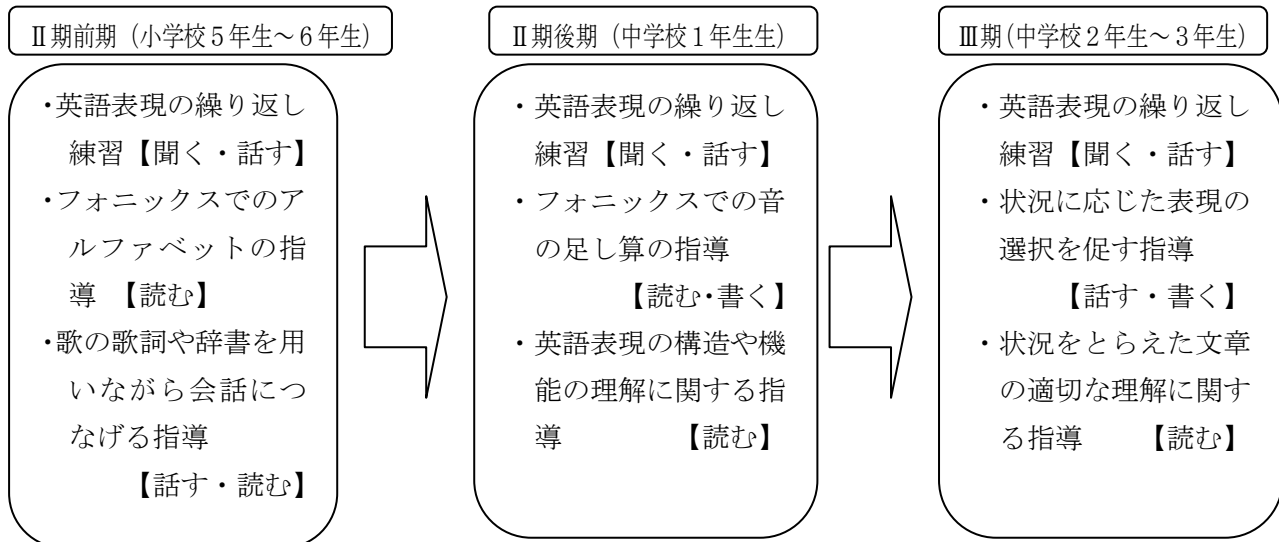 Ⅱ期前期（小学校５年生～６年生）
・英語表現の繰り返し
練習【聞く・話す】
・フォニックスでのア
ルファベットの指
導　【読む】
・歌の歌詞や辞書を用
いながら会話につ
なげる指導
【話す・読む】
Ⅱ期後期（中学校１年生生）
・英語表現の繰り返し
練習【聞く・話す】
・フォニックスでの音
の足し算の指導
【読む・書く】
・英語表現の構造や機
能の理解に関する指
導　【読む】
Ⅲ期（中学校２年生～３年生）
・英語表現の繰り返し
練習【聞く・話す】
・状況に応じた表現の
選択を促す指導
【話す・書く】
・状況をとらえた文章
の適切な理解に関す
る指導　【読む】